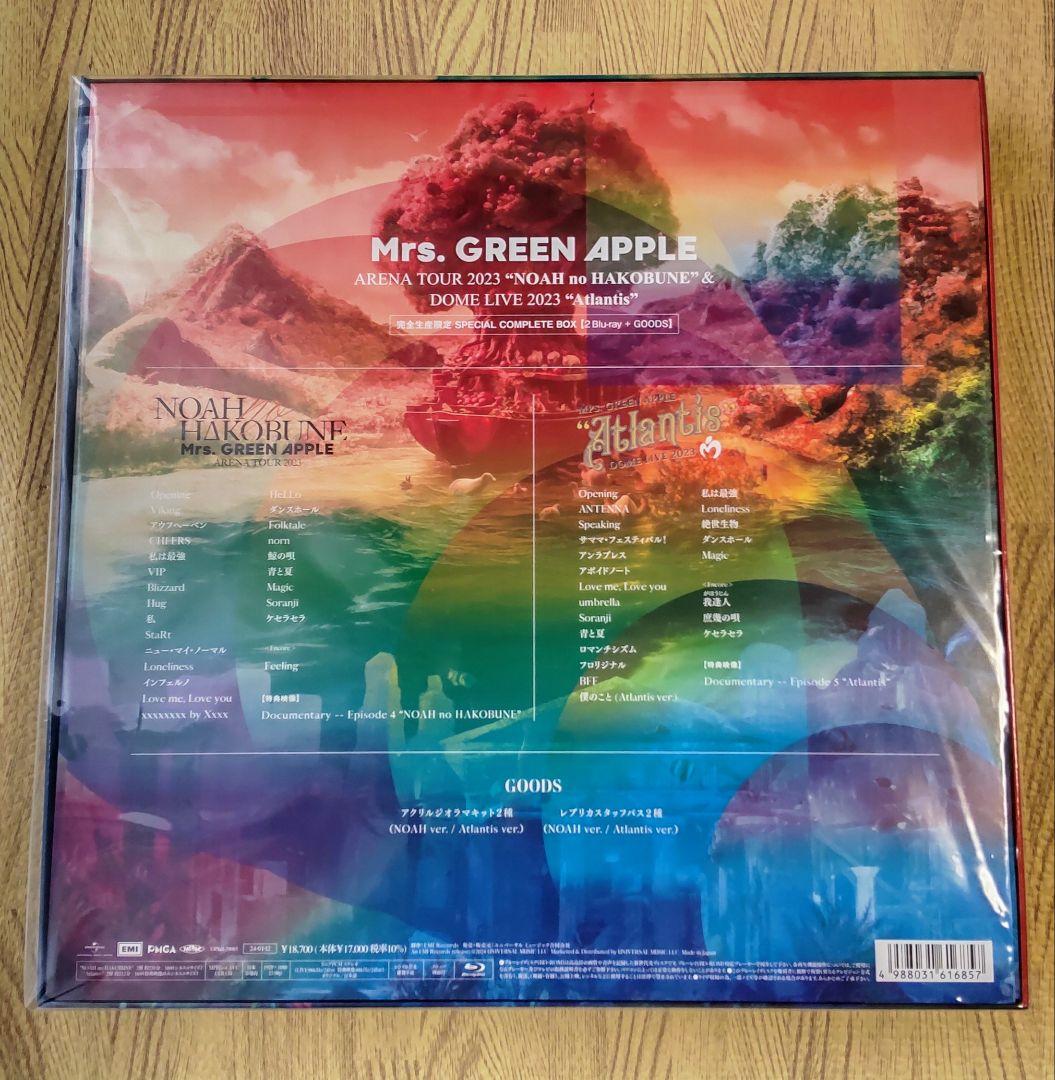 Mrs. GREEN APPLE
ARENA TOUR 2023 “NOAH no HAKOBUNE” &
DOME LIVE 2023 “Atlantis”
完全生産限定 SPECIAL COMPLETE BOX【2 Blu-ray + GOODS】
NOAH no
HAKOBUNE
Mrs. GREEN APPLE
ARENA TOUR 2023
Opening
Viking
アウフヘーベン
CHEERS
私は最強
VIP
Blizzard
Hug
私
StaRt
ニュー・マイ・ノーマル
Loneliness
インフェルノ
Love me, Love you
xxxxxxxx by Xxxx
HeLLo
ダンスホール
Folktale
norn
鯨の唄
青と夏
Magic
Soranji
ケセラセラ
<Encore>
Feeling
【特典映像】
Documentary -- Episode 4 “NOAH no HAKOBUNE”
MRS. GREEN APPLE
“Atlantis”
DOME LIVE 2023
Opening
ANTENNA
Speaking
サママ・フェスティバル!
アンラブレス
アボイドノート
Love me, Love you
umbrella
Soranji
青と夏
ロマンチシズム
フロリジナル
BFF
僕のこと (Atlantis ver.)
私は最強
Loneliness
絶世生物
ダンスホール
Magic
<Encore>
がほうじん
我逢人
庶幾の唄
ケセラセラ
【特典映像】
Documentary -- Episode 5 “Atlantis”
GOODS
アクリルジオラマキット2種
(NOAH ver. / Atlantis ver.)
レプリカスタッフパス2種
(NOAH ver. / Atlantis ver.)
EMI
PMGA
¥18,700 (本体¥17,000 税率10%)
Blu-ray
4 988031 616857